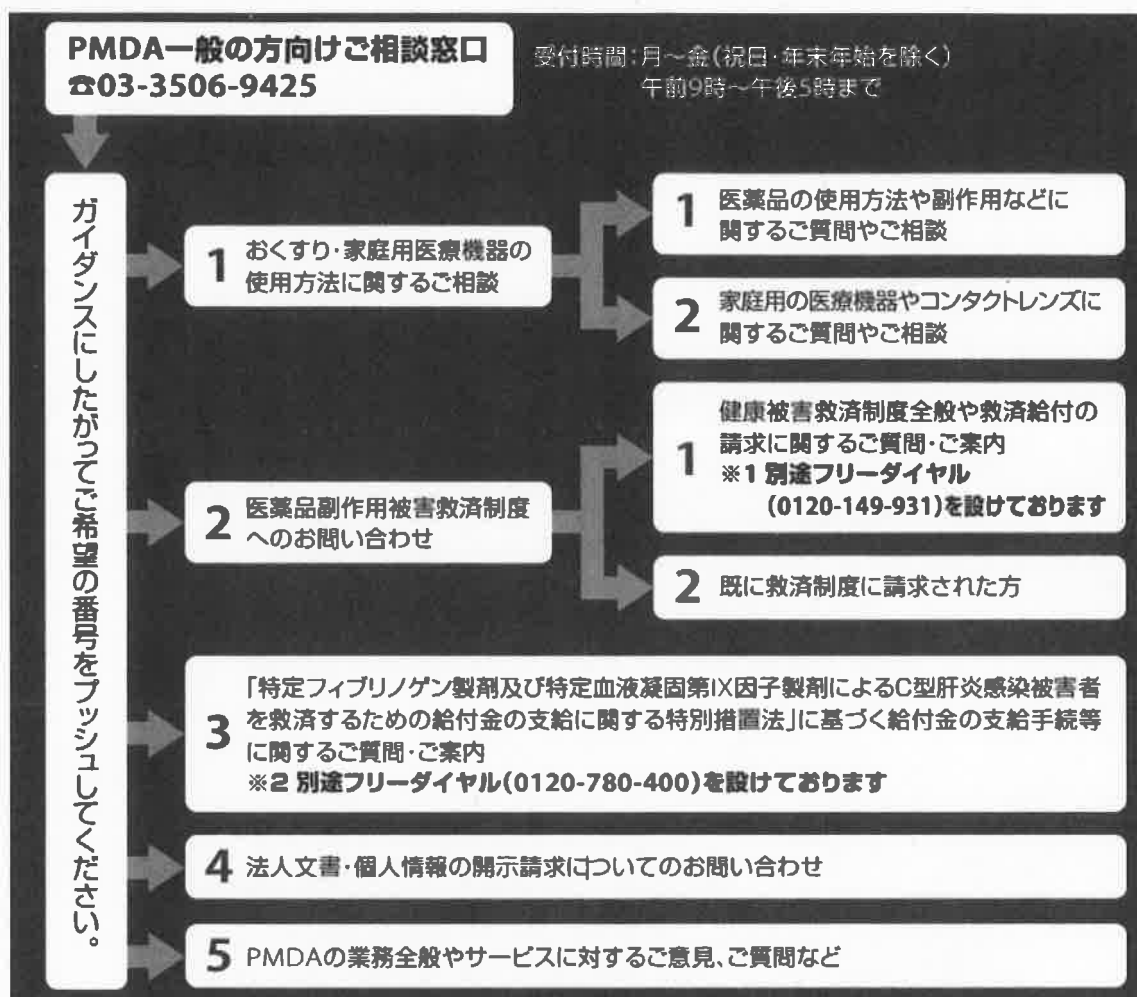 PMDA一般の方向けご相談窓口
☎03-3506-9425
受付時間:月～金(祝日・年末年始を除く)
午前9時～午後5時まで
ガイダンスにしたがってご希望の番号をプッシュしてください。
1 おくすり・家庭用医療機器の
使用方法に関するご相談
1 医薬品の使用方法や副作用などに
関するご質問やご相談
2 家庭用の医療機器やコンタクトレンズに
関するご質問やご相談
2 医薬品副作用被害救済制度
へのお問い合わせ
1 健康被害救済制度全般や救済給付の
請求に関するご質問・ご案内
※1 別途フリーダイヤル
(0120-149-931)を設けております
2 既に救済制度に請求された方
3 「特定フィブリノゲン製剤及び特定血液凝固第IX因子製剤によるC型肝炎感染被害者
を救済するための給付金の支給に関する特別措置法」に基づく給付金の支給手続等
に関するご質問・ご案内
※2 別途フリーダイヤル(0120-780-400)を設けております
4 法人文書・個人情報の開示請求についてのお問い合わせ
5 PMDAの業務全般やサービスに対するご意見、ご質問など